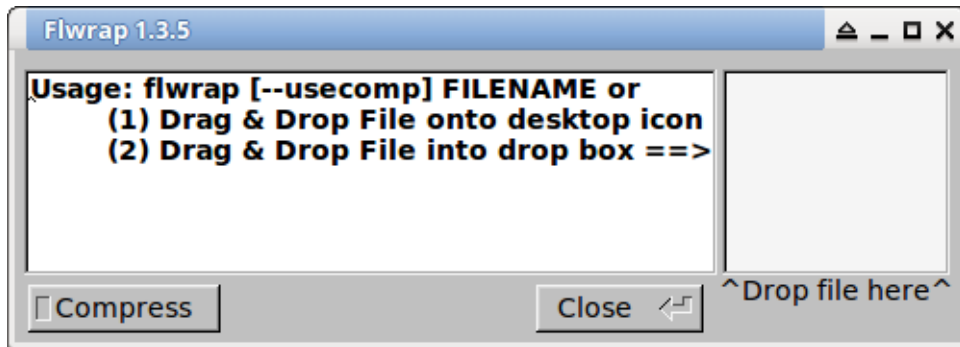 Flwrap 1.3.5
Usage: flwrap [--usecomp] FILENAME or
(1) Drag & Drop File onto desktop icon
(2) Drag & Drop File into drop box ==>
Compress
Close
^Drop file here^